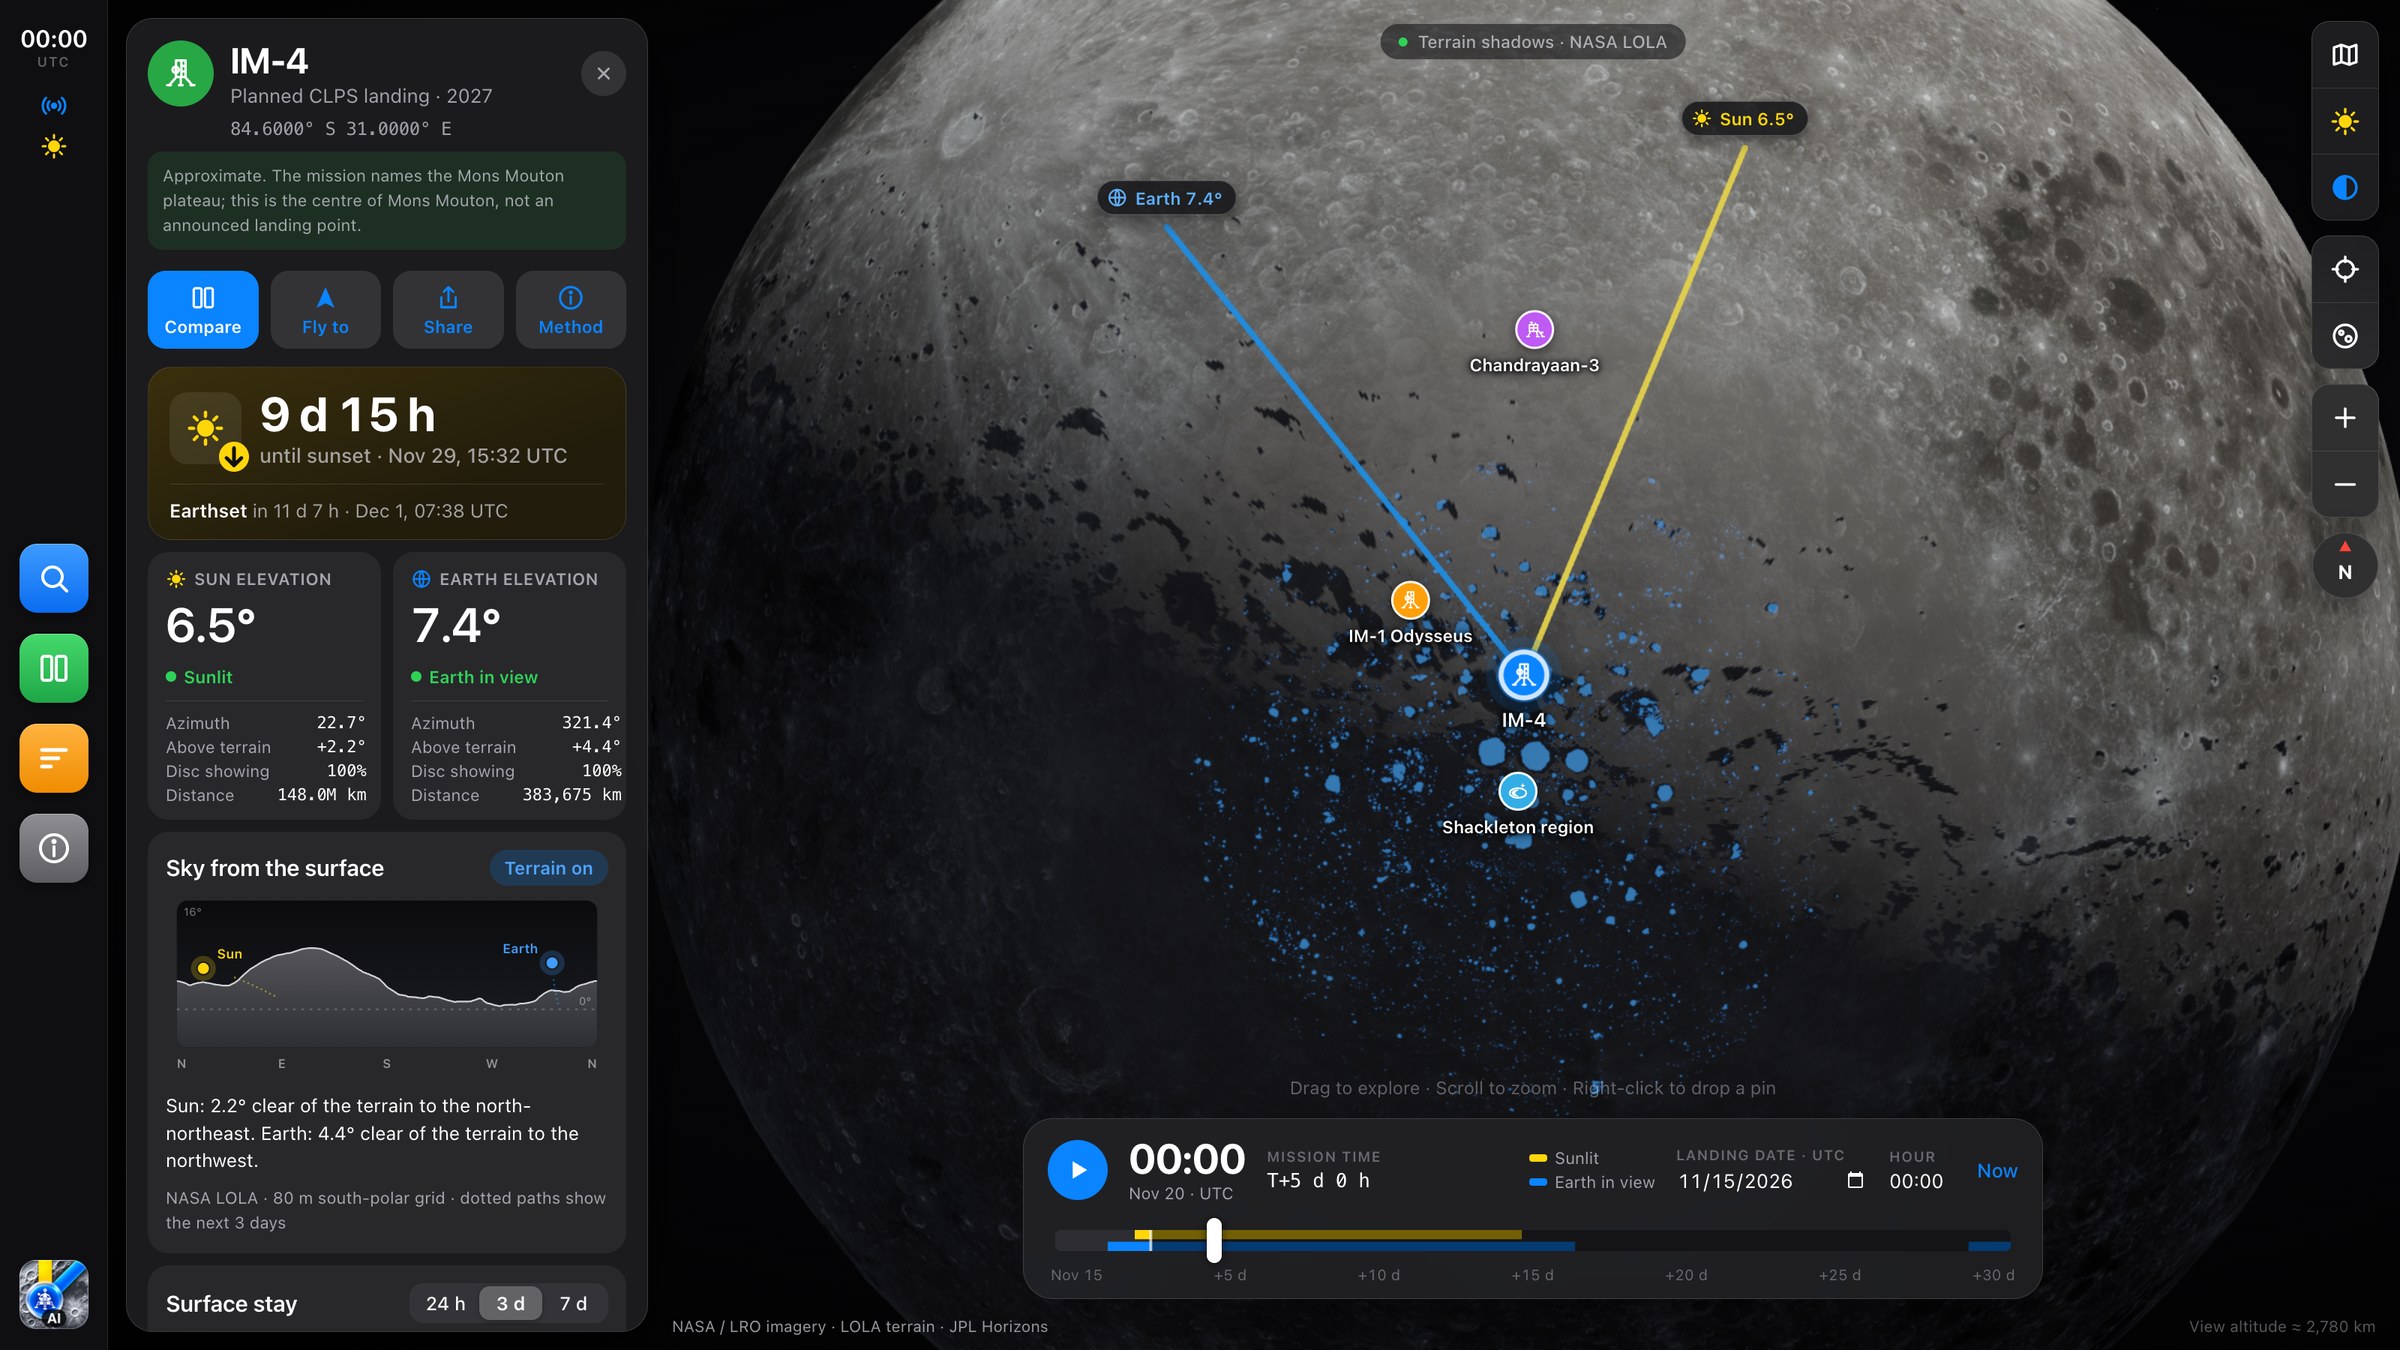 00:00
UTC
IM-4
Planned CLPS landing · 2027
84.6000° S 31.0000° E
Approximate. The mission names the Mons Mouton
plateau; this is the centre of Mons Mouton, not an
announced landing point.
Compare
Fly to
Share
Method
9 d 15 h
until sunset · Nov 29, 15:32 UTC
Earthset in 11 d 7 h · Dec 1, 07:38 UTC
SUN ELEVATION
6.5°
Sunlit
Azimuth 22.7°
Above terrain +2.2°
Disc showing 100%
Distance 148.0M km
EARTH ELEVATION
7.4°
Earth in view
Azimuth 321.4°
Above terrain +4.4°
Disc showing 100%
Distance 383,675 km
Sky from the surface
Terrain on
16°
Sun
Earth
0°
N E S W N
Sun: 2.2° clear of the terrain to the north-
northeast. Earth: 4.4° clear of the terrain to the
northwest.
NASA LOLA · 80 m south-polar grid · dotted paths show
the next 3 days
Surface stay
24 h 3 d 7 d
AI
Terrain shadows · NASA LOLA
Sun 6.5°
Earth 7.4°
Chandrayaan-3
IM-1 Odysseus
IM-4
Shackleton region
N
Drag to explore · Scroll to zoom · Right-click to drop a pin
00:00
Nov 20 · UTC
MISSION TIME
T+5 d 0 h
Sunlit
Earth in view
LANDING DATE · UTC
11/15/2026
HOUR
00:00
Now
Nov 15 +5 d +10 d +15 d +20 d +25 d +30 d
NASA / LRO imagery · LOLA terrain · JPL Horizons
View altitude ≈ 2,780 km